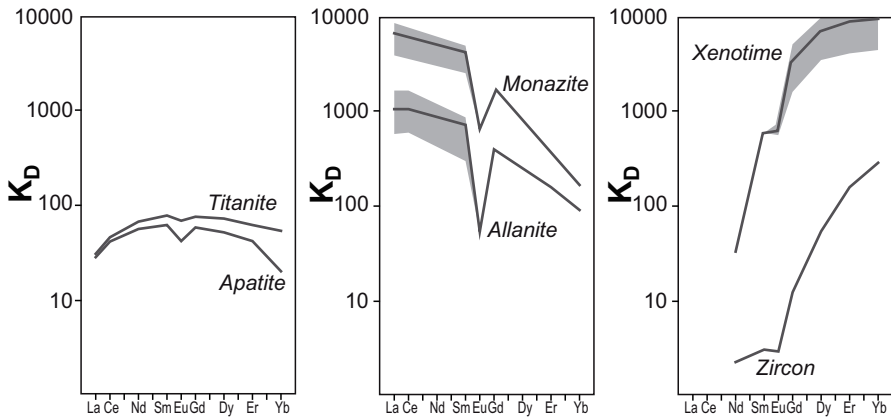 10000
1000
100
10
K_D
Titanite
Apatite
La Ce Nd Sm Eu Gd Dy Er Yb
10000
1000
100
10
K_D
Monazite
Allanite
La Ce Nd Sm Eu Gd Dy Er Yb
10000
1000
100
10
K_D
Xenotime
Zircon
La Ce Nd Sm Eu Gd Dy Er Yb